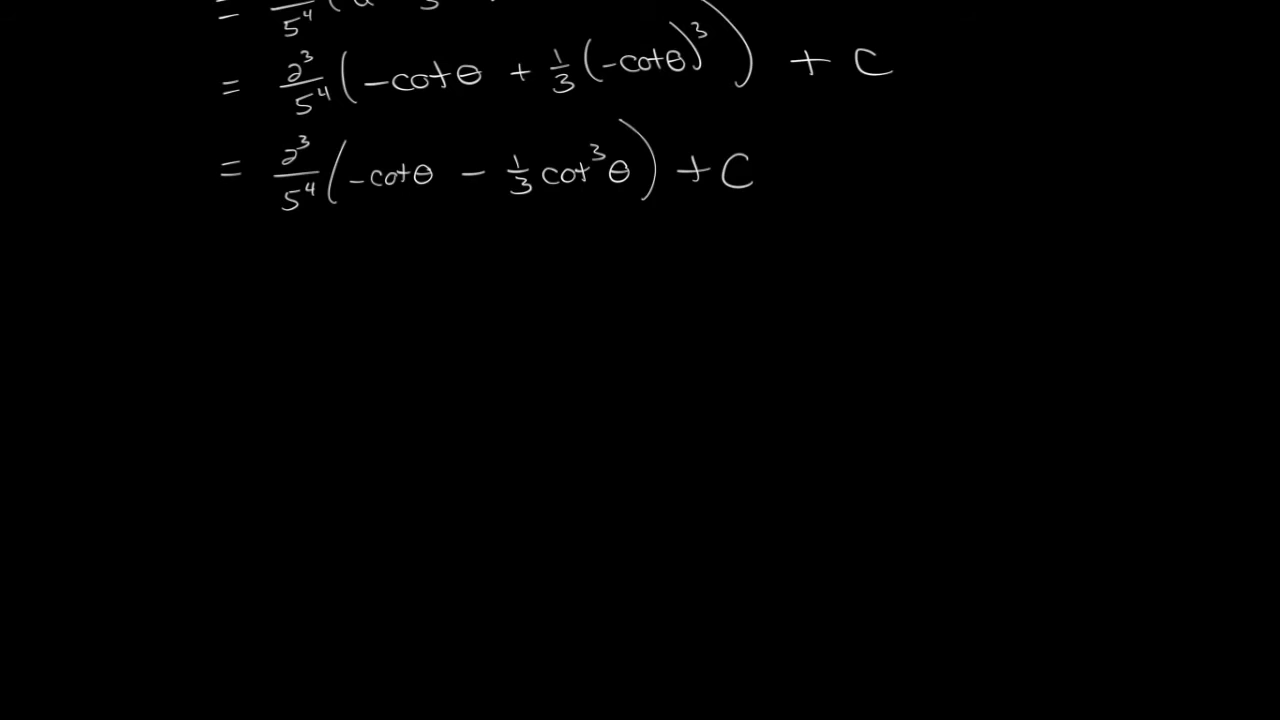 = 2³/5⁴ (-cotθ + 1/3 (-cotθ)³) + C
= 2³/5⁴ (-cotθ - 1/3 cot³θ) + C